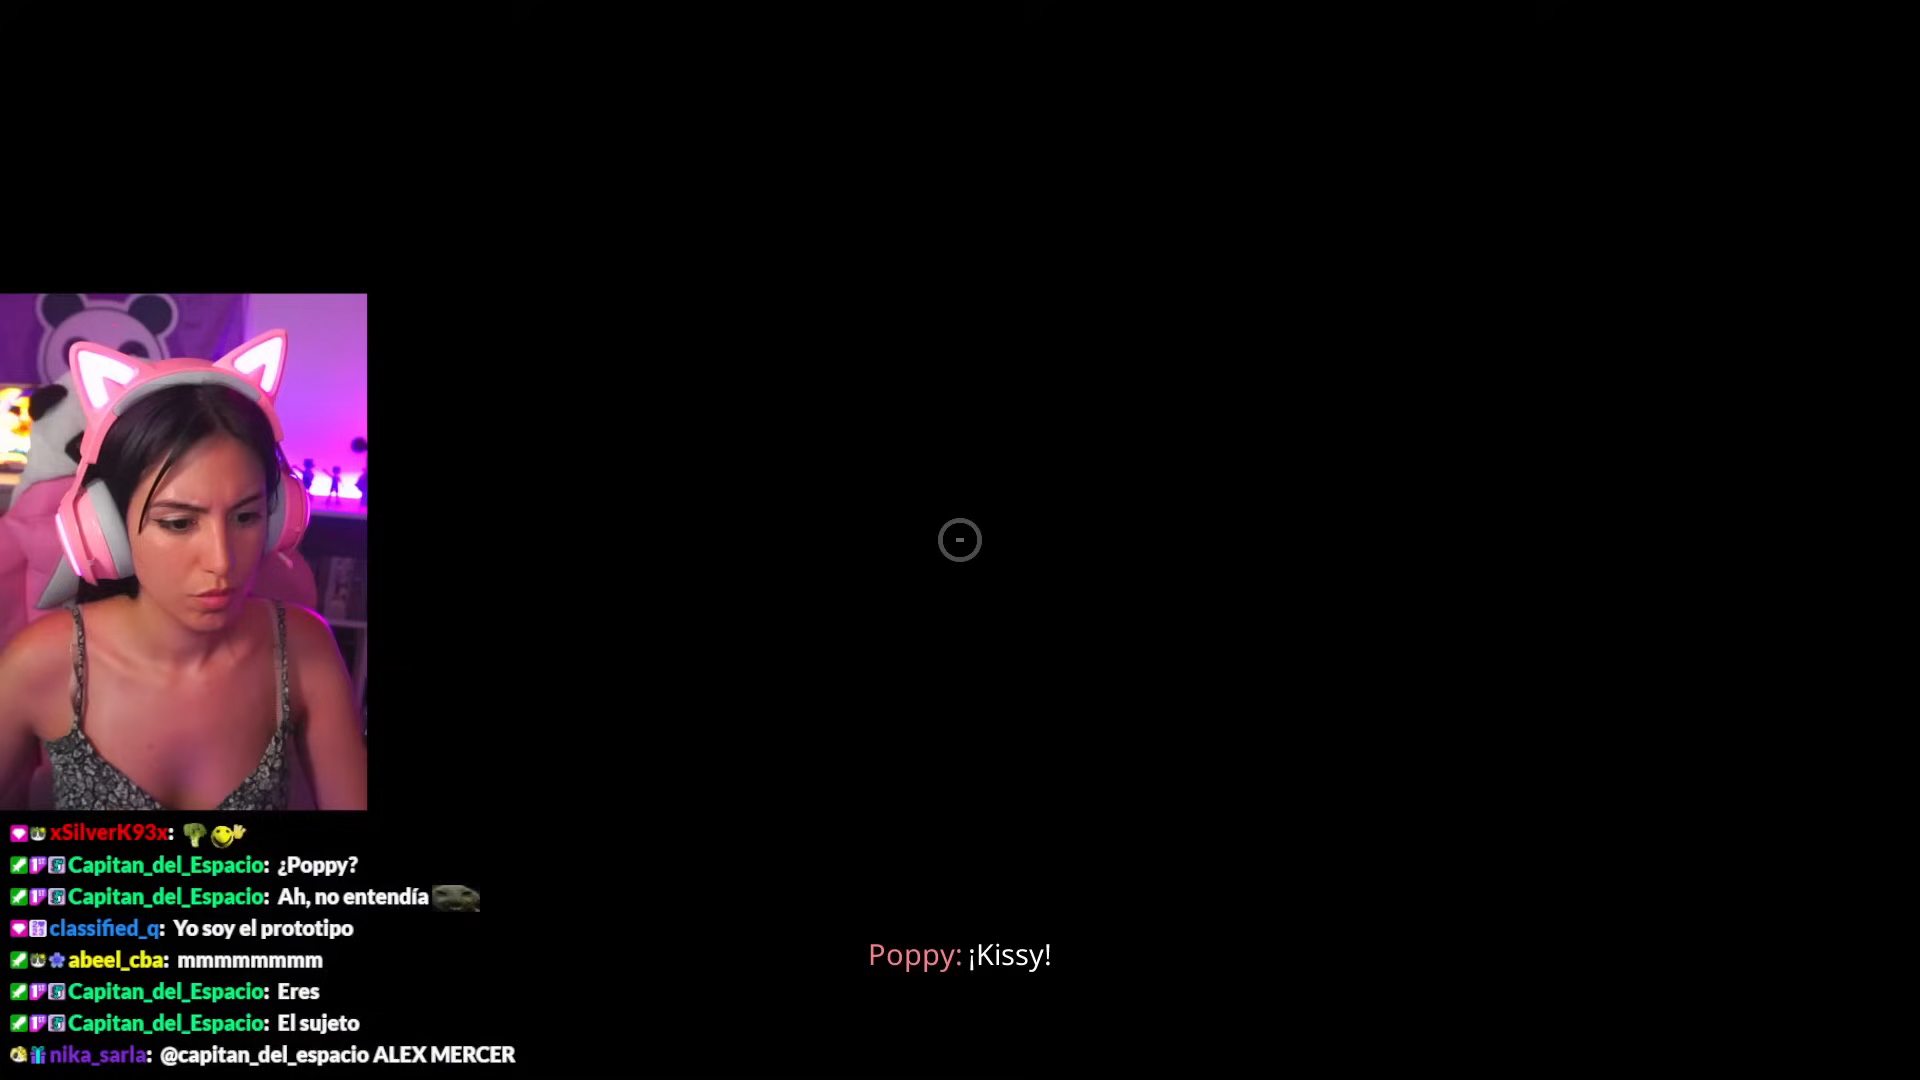 xSilverK93x:
Capitan_del_Espacio: ¿Poppy?
Capitan_del_Espacio: Ah, no entendía
classified_q: Yo soy el prototipo
abeel_cba: mmmmmmmm
Capitan_del_Espacio: Eres
Capitan_del_Espacio: El sujeto
nika_sarla: @capitan_del_espacio ALEX MERCER
Poppy: ¡Kissy!